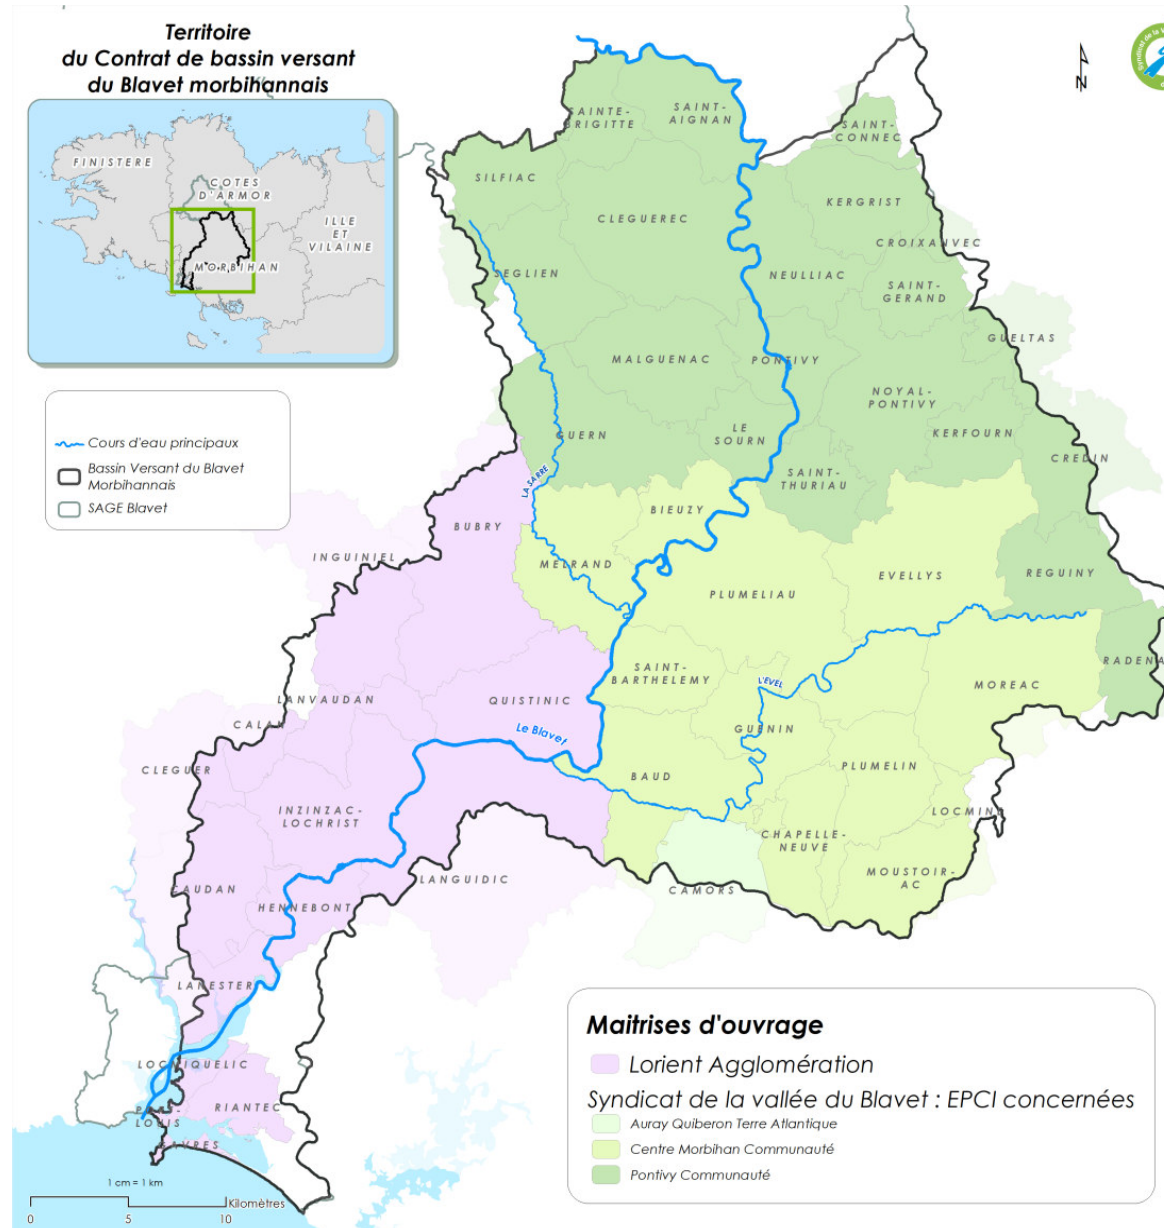 Territoire
du Contrat de bassin versant
du Blavet morbihannais
FINISTERE
COTES
D'ARMOR
ILLE
ET
VILAINE
MORBIHAN
Cours d'eau principaux
Bassin Versant du Blavet
Morbihannais
SAGE Blavet
N
Syndicat de la
SAINTE-
BRIGITTE
SAINT-
AIGNAN
SAINT-
CONNEC
SILFIAC
CLEGUEREC
KERGRIST
CROIXANVEC
SEGLIEN
NEULLIAC
SAINT-
GERAND
GUELTAS
MALGUENAC
PONTIVY
NOYAL-
PONTIVY
GUERN
LE
SOURN
KERFOURN
CREDIN
SAINT-
THURIAU
LA SARRE
BUBRY
BIEUZY
INGUINIEL
MELRAND
EVELLYS
REGUINY
PLUMELIAU
SAINT-
BARTHELEMY
L'EVEL
RADENA
MOREAC
LANVAUDAN
QUISTINIC
CALAN
Le Blavet
GUENIN
CLEGUER
BAUD
PLUMELIN
INZINZAC-
LOCHRIST
LOCMINE
CHAPELLE-
NEUVE
LANGUIDIC
CAMORS
MOUSTOIR-
AC
CAUDAN
HENNEBONT
LANESTER
LOCMIQUELIC
RIANTEC
LOUIS
GAVRES
1 cm = 1 km
Kilomètres
0 5 10
Maitrises d'ouvrage
Lorient Agglomération
Syndicat de la vallée du Blavet : EPCI concernées
Auray Quiberon Terre Atlantique
Centre Morbihan Communauté
Pontivy Communauté